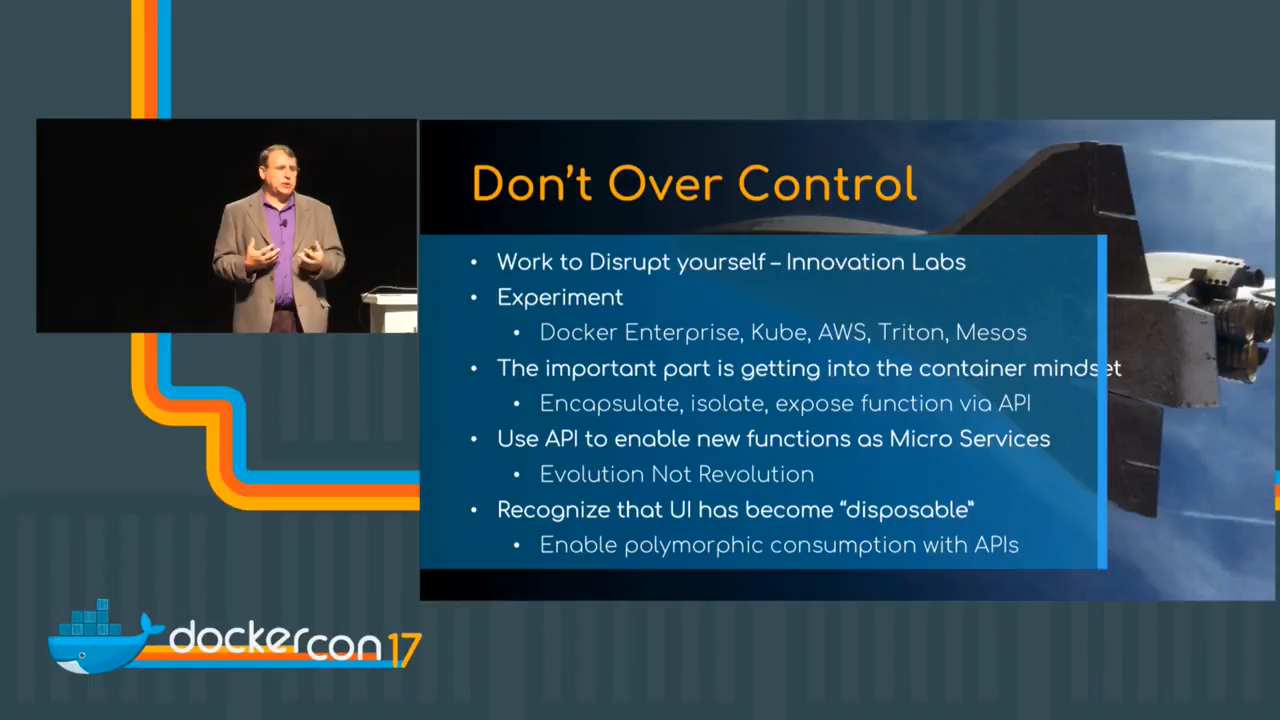 Don't Over Control
• Work to Disrupt yourself – Innovation Labs
• Experiment
• Docker Enterprise, Kube, AWS, Triton, Mesos
• The important part is getting into the container mindset
• Encapsulate, isolate, expose function via API
• Use API to enable new functions as Micro Services
• Evolution Not Revolution
• Recognize that UI has become “disposable”
• Enable polymorphic consumption with APIs
dockercon 17